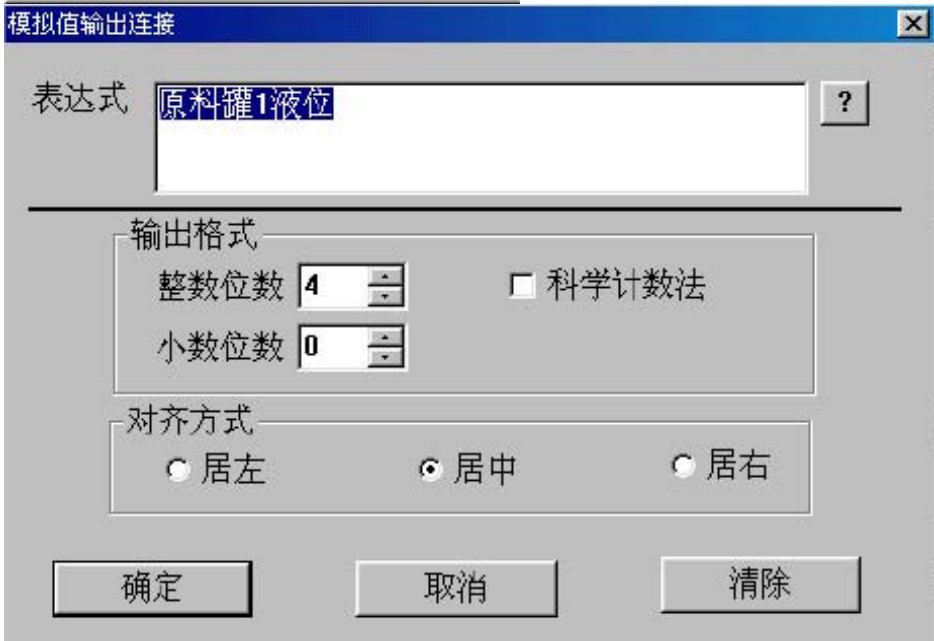 模拟值输出连接
表达式 原料罐1液位 ?
输出格式
整数位数 4 科学计数法
小数位数 0
对齐方式
居左 居中 居右
确定 取消 清除